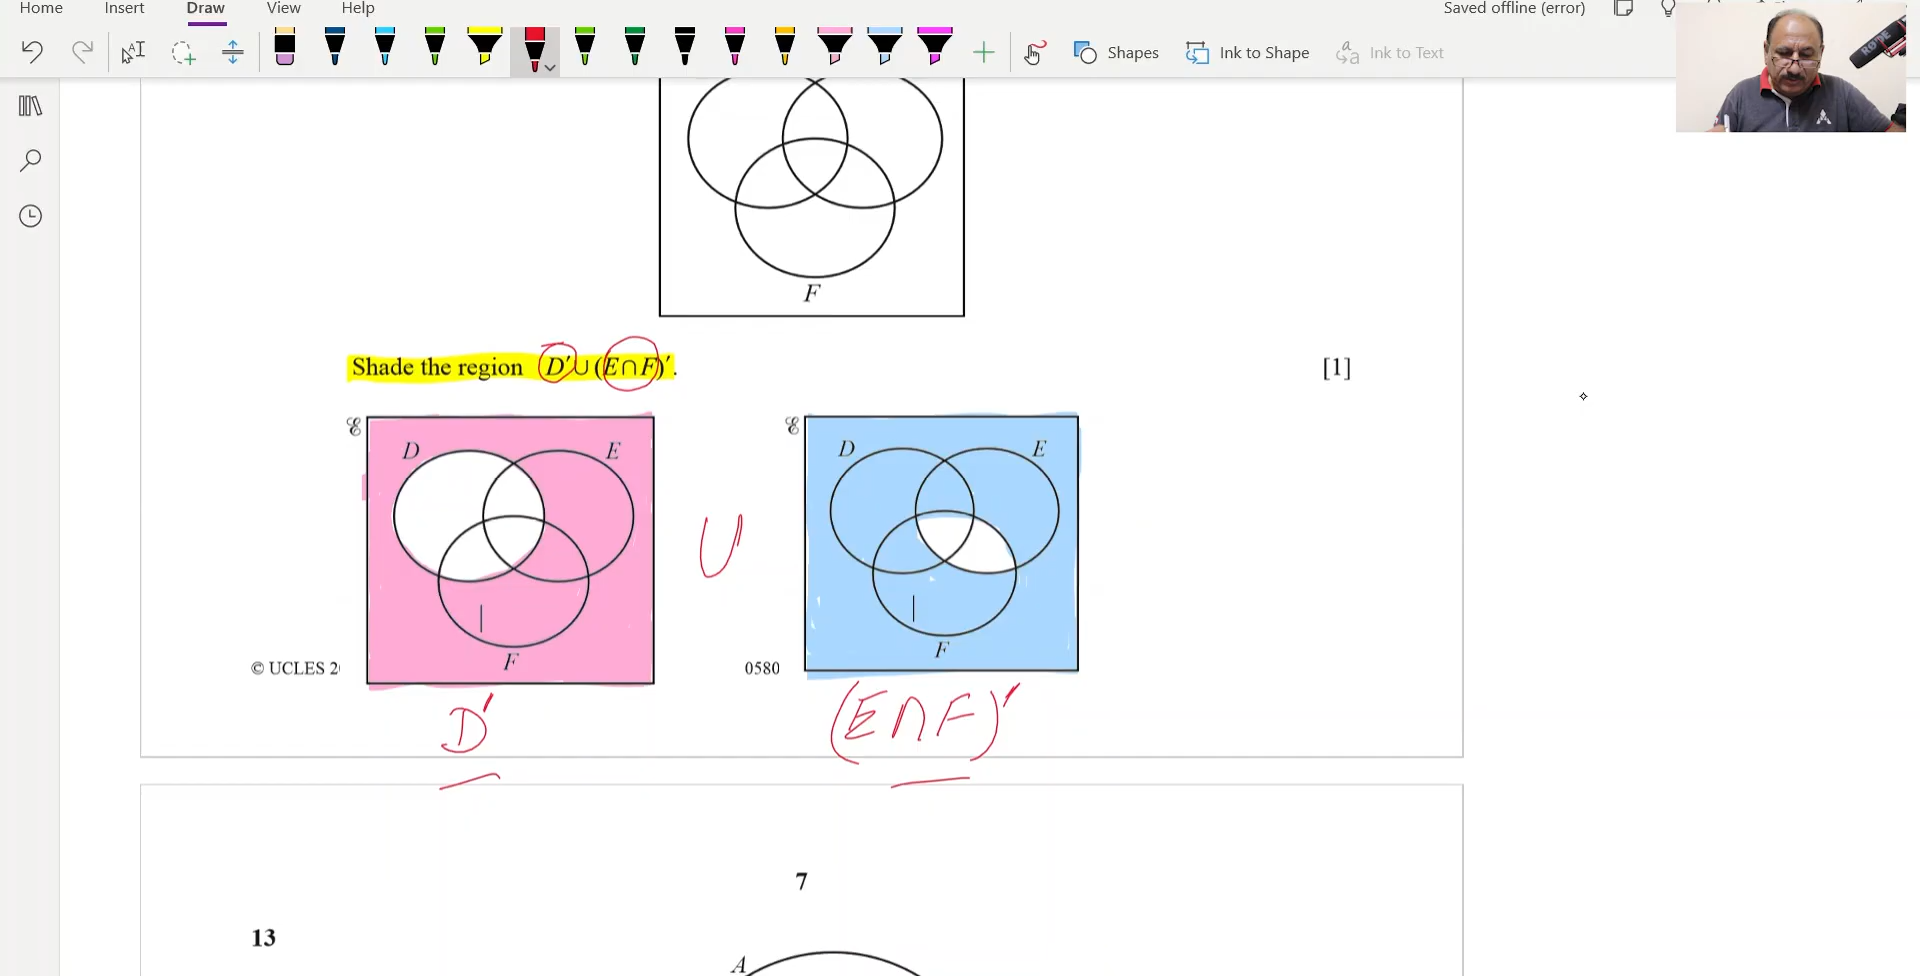 Home Insert Draw View Help Saved offline (error)
Shapes Ink to Shape Ink to Text
RØDE
F
Shade the region D′∪(E∩F)′. [1]
ℰ D E ℰ D E
U
F F
© UCLES 2 0580
D′ (E∩F)′
7
13
A